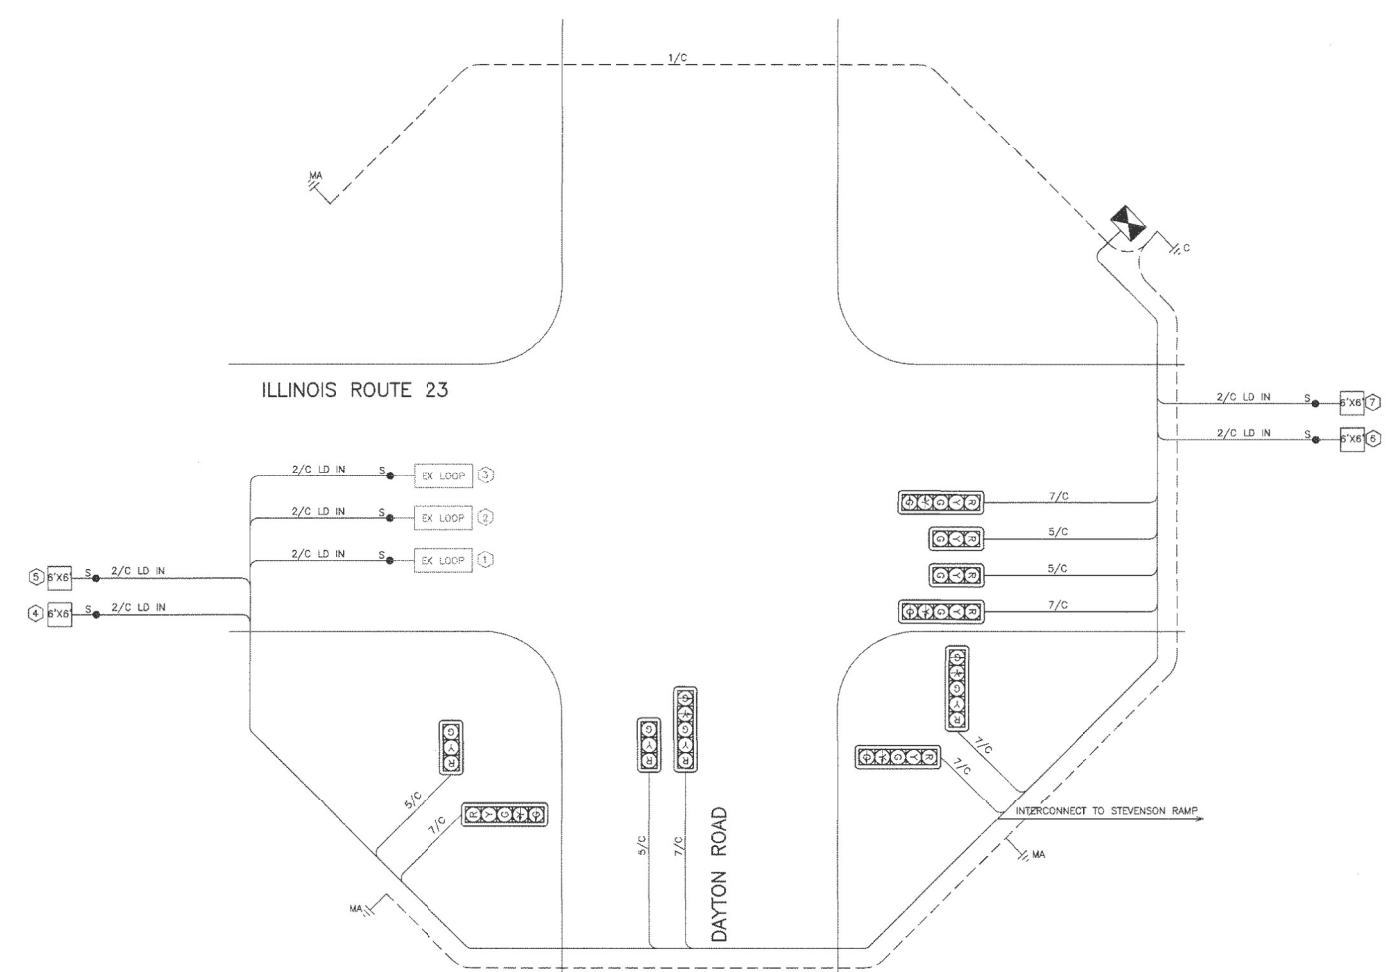 1/C
MA
C
ILLINOIS ROUTE 23
2/C LD IN S 6'X6' 7
2/C LD IN S 6'X6' 6
2/C LD IN S EX LOOP 3
2/C LD IN S EX LOOP 2
2/C LD IN S EX LOOP 1
5 6'X6' S 2/C LD IN
4 6'X6' S 2/C LD IN
G Y G Y R 7/C
G Y R 5/C
G Y R 5/C
G Y G Y R 7/C
G Y G Y R
7/C
G Y G Y R
7/C
G Y R
5/C
R Y G Y G
7/C
G Y R
5/C
G Y G Y R
7/C
DAYTON ROAD
INTERCONNECT TO STEVENSON RAMP
MA
MA